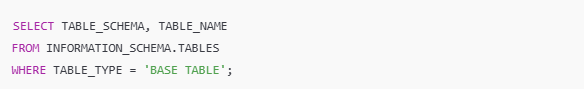 SELECT TABLE_SCHEMA, TABLE_NAME
FROM INFORMATION_SCHEMA.TABLES
WHERE TABLE_TYPE = 'BASE TABLE';